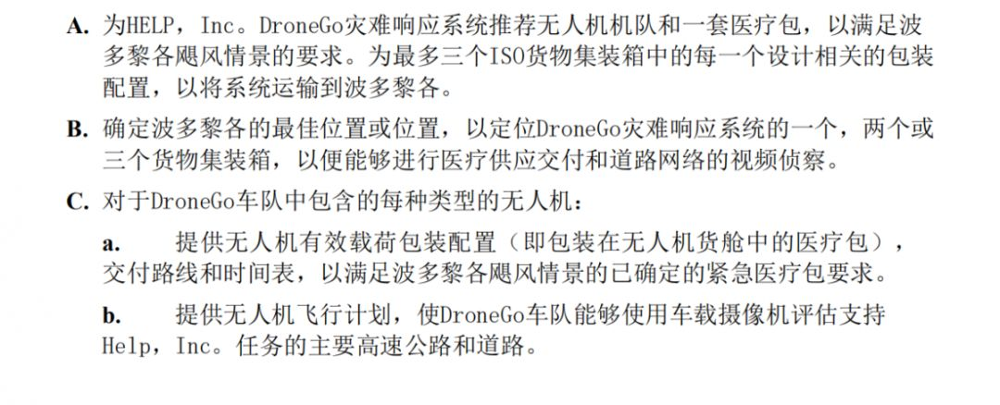 A. 为HELP, Inc。DroneGo灾难响应系统推荐无人机机队和一套医疗包，以满足波
多黎各飓风情景的要求。为最多三个ISO货物集装箱中的每一个设计相关的包装
配置，以将系统运输到波多黎各。
B. 确定波多黎各的最佳位置或位置，以定位DroneGo灾难响应系统的一个，两个或
三个货物集装箱，以便能够进行医疗供应交付和道路网络的视频侦察。
C. 对于DroneGo车队中包含的每种类型的无人机：
a. 提供无人机有效载荷包装配置（即包装在无人机货舱中的医疗包），
交付路线和时间表，以满足波多黎各飓风情景的已确定的紧急医疗包要求。
b. 提供无人机飞行计划，使DroneGo车队能够使用车载摄像机评估支持
Help, Inc。任务的主要高速公路和道路。